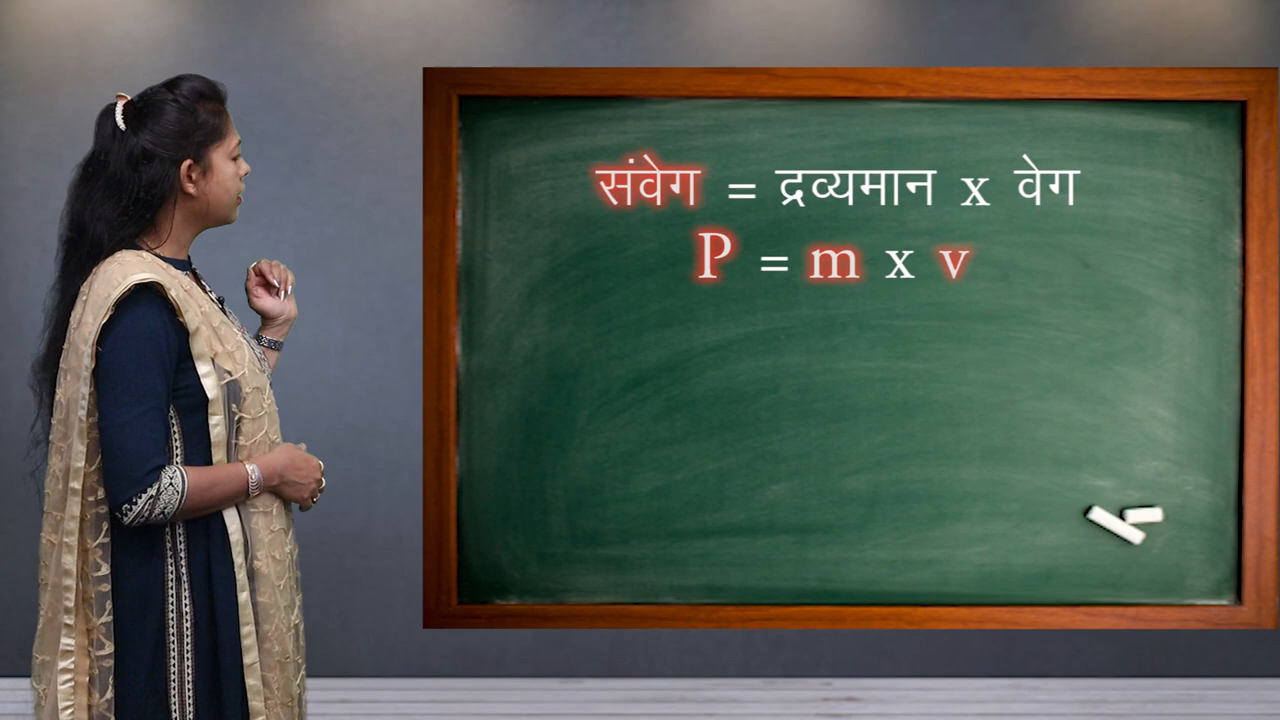 संवेग = द्रव्यमान x वेग
P = m x v